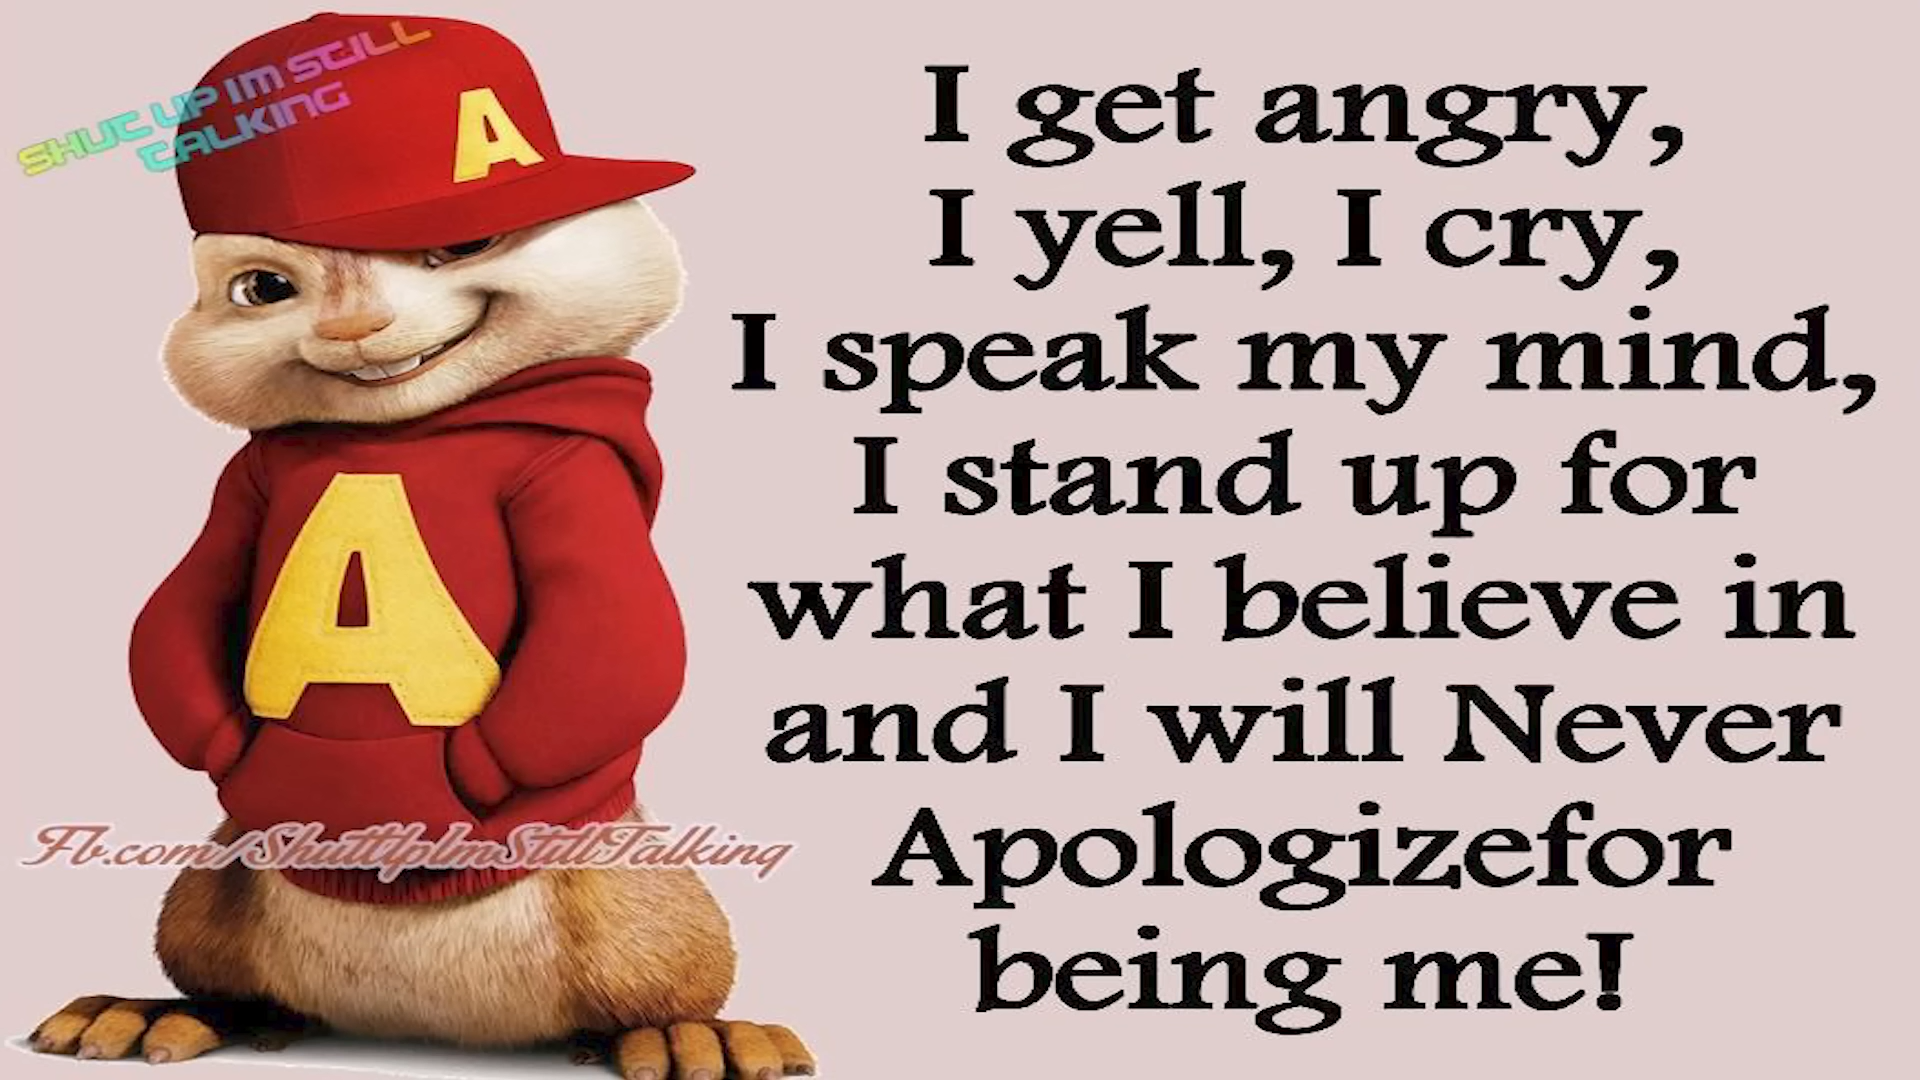 SHUT UP IM STILL
TALKING
A
I get angry,
I yell, I cry,
I speak my mind,
I stand up for
what I believe in
and I will Never
Apologizefor
being me!
A
Fb.com/ShutUpImStillTalking